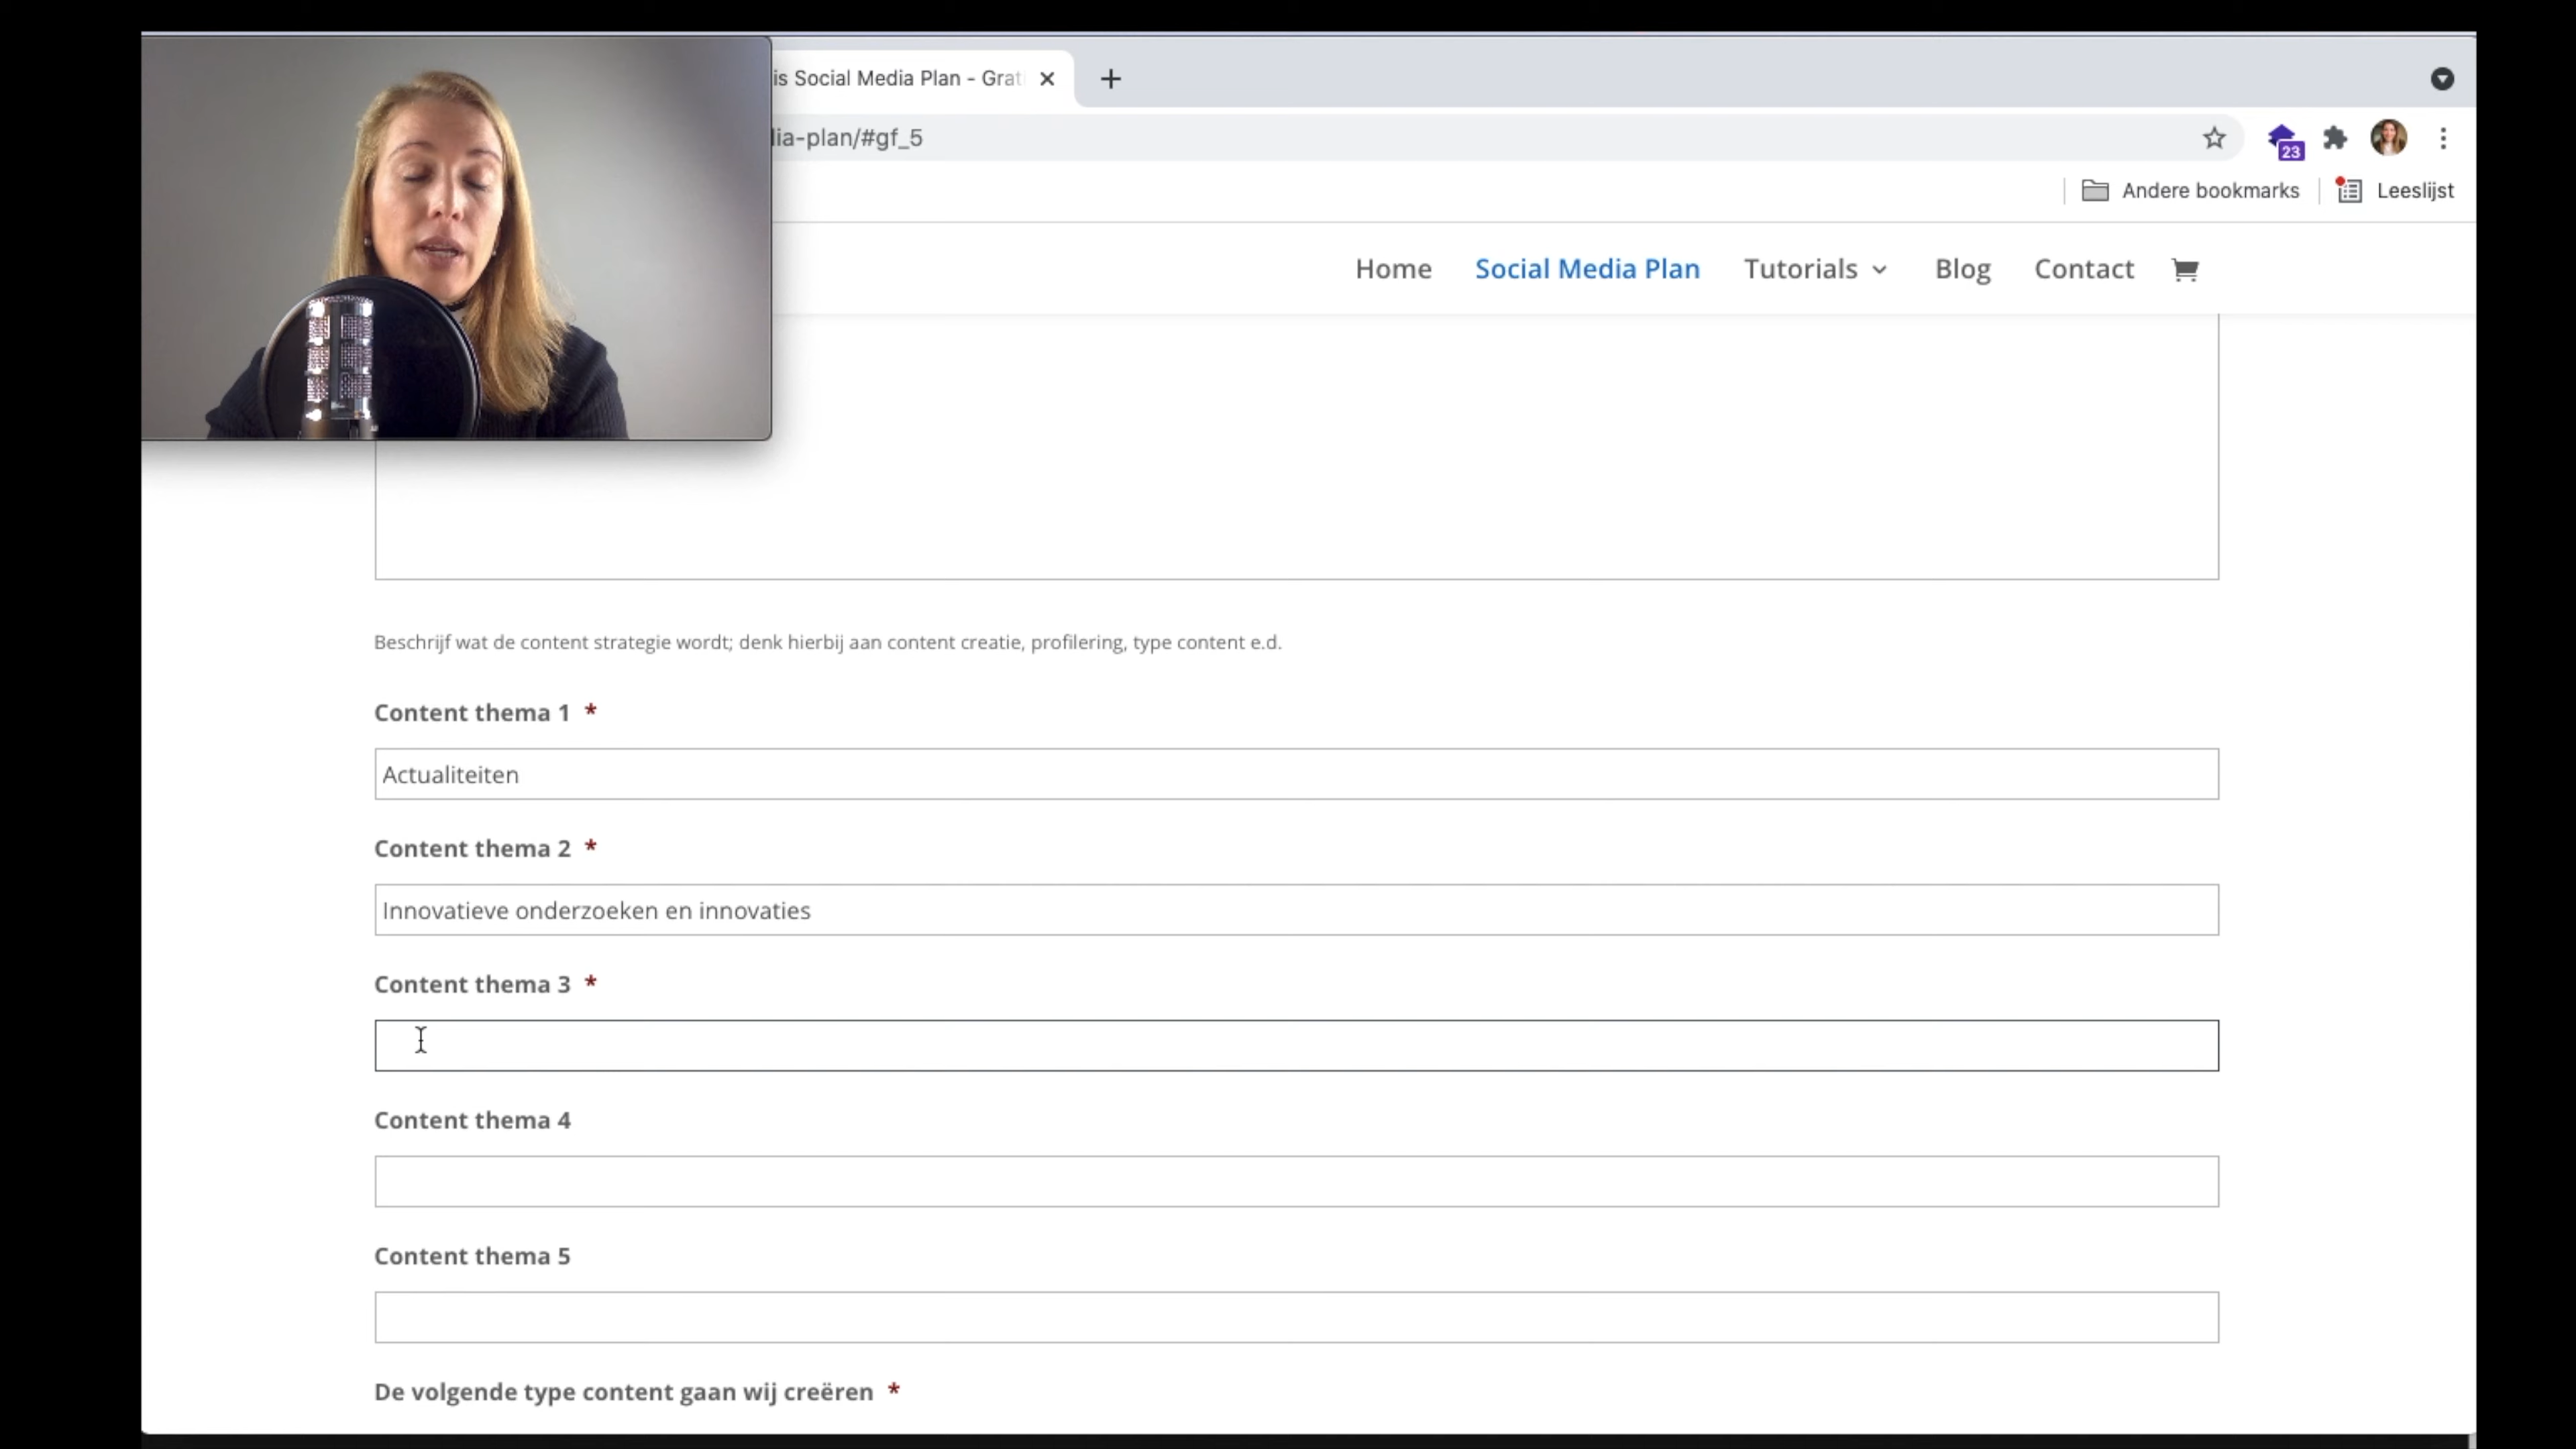 is Social Media Plan - Grat
lia-plan/#gf_5
23
Andere bookmarks
Leeslijst
Home
Social Media Plan
Tutorials
Blog
Contact
Beschrijf wat de content strategie wordt; denk hierbij aan content creatie, profilering, type content e.d.
Content thema 1 *
Actualiteiten
Content thema 2 *
Innovatieve onderzoeken en innovaties
Content thema 3 *
Content thema 4
Content thema 5
De volgende type content gaan wij creëren *